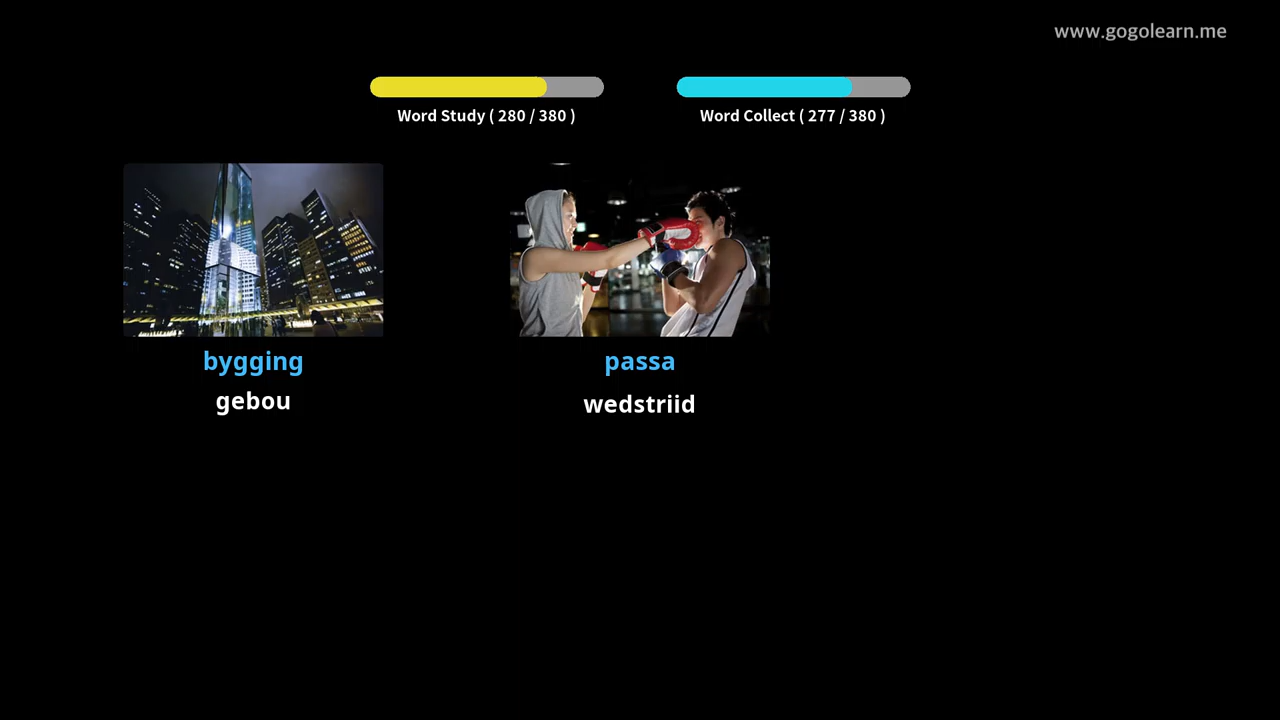 www.gogolearn.me
Word Study ( 280 / 380 )
Word Collect ( 277 / 380 )
bygging
gebou
passa
wedstriid